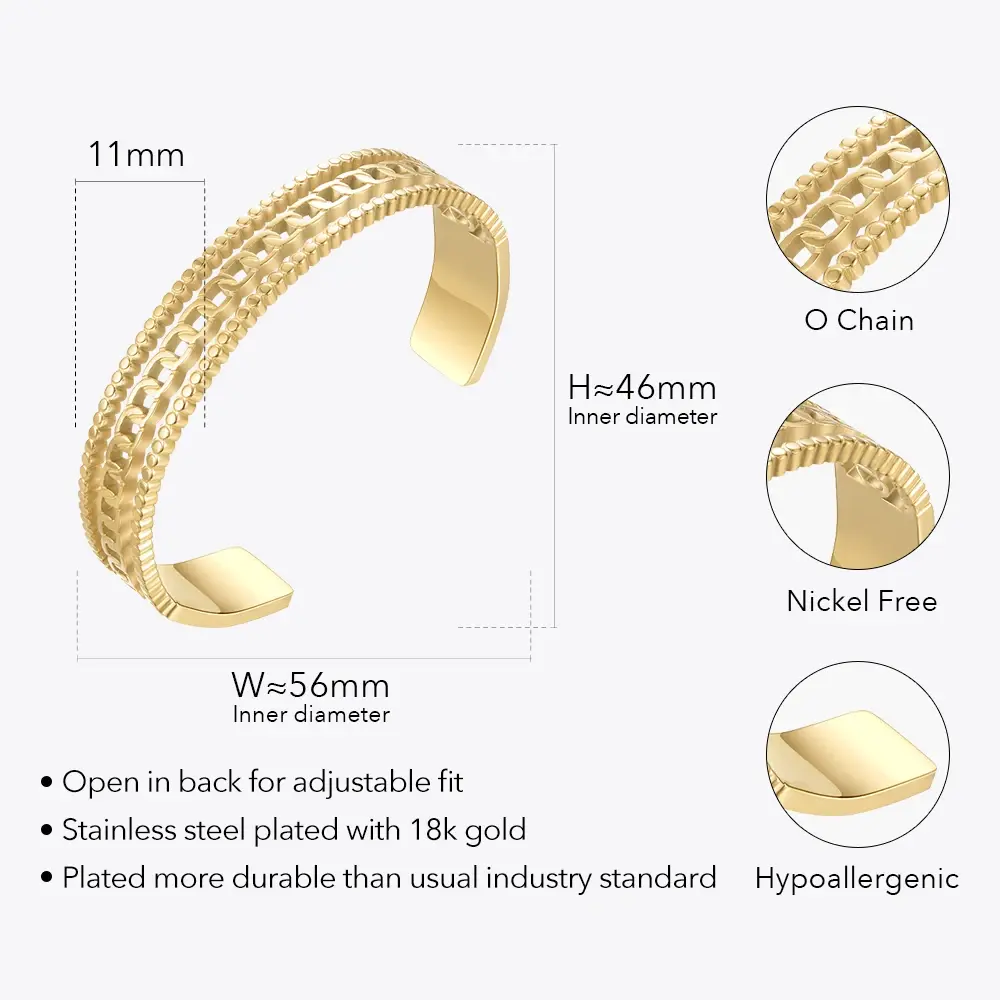 11mm
O Chain
H≈46mm
Inner diameter
Nickel Free
W≈56mm
Inner diameter
• Open in back for adjustable fit
• Stainless steel plated with 18k gold
• Plated more durable than usual industry standard
Hypoallergenic